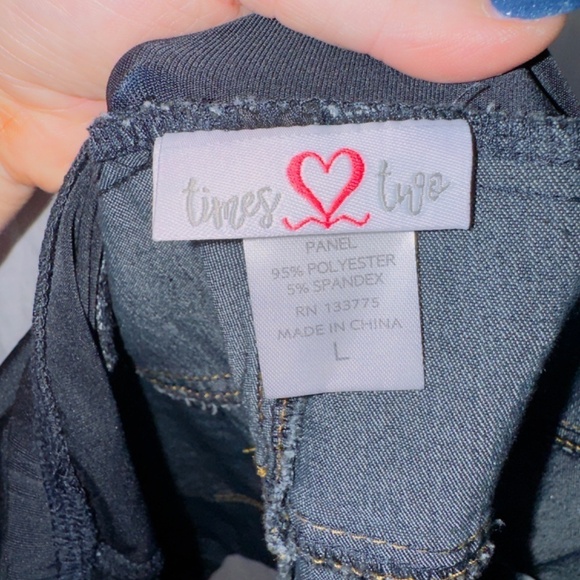 times two
PANEL
95% POLYESTER
5% SPANDEX
RN 133775
MADE IN CHINA
L